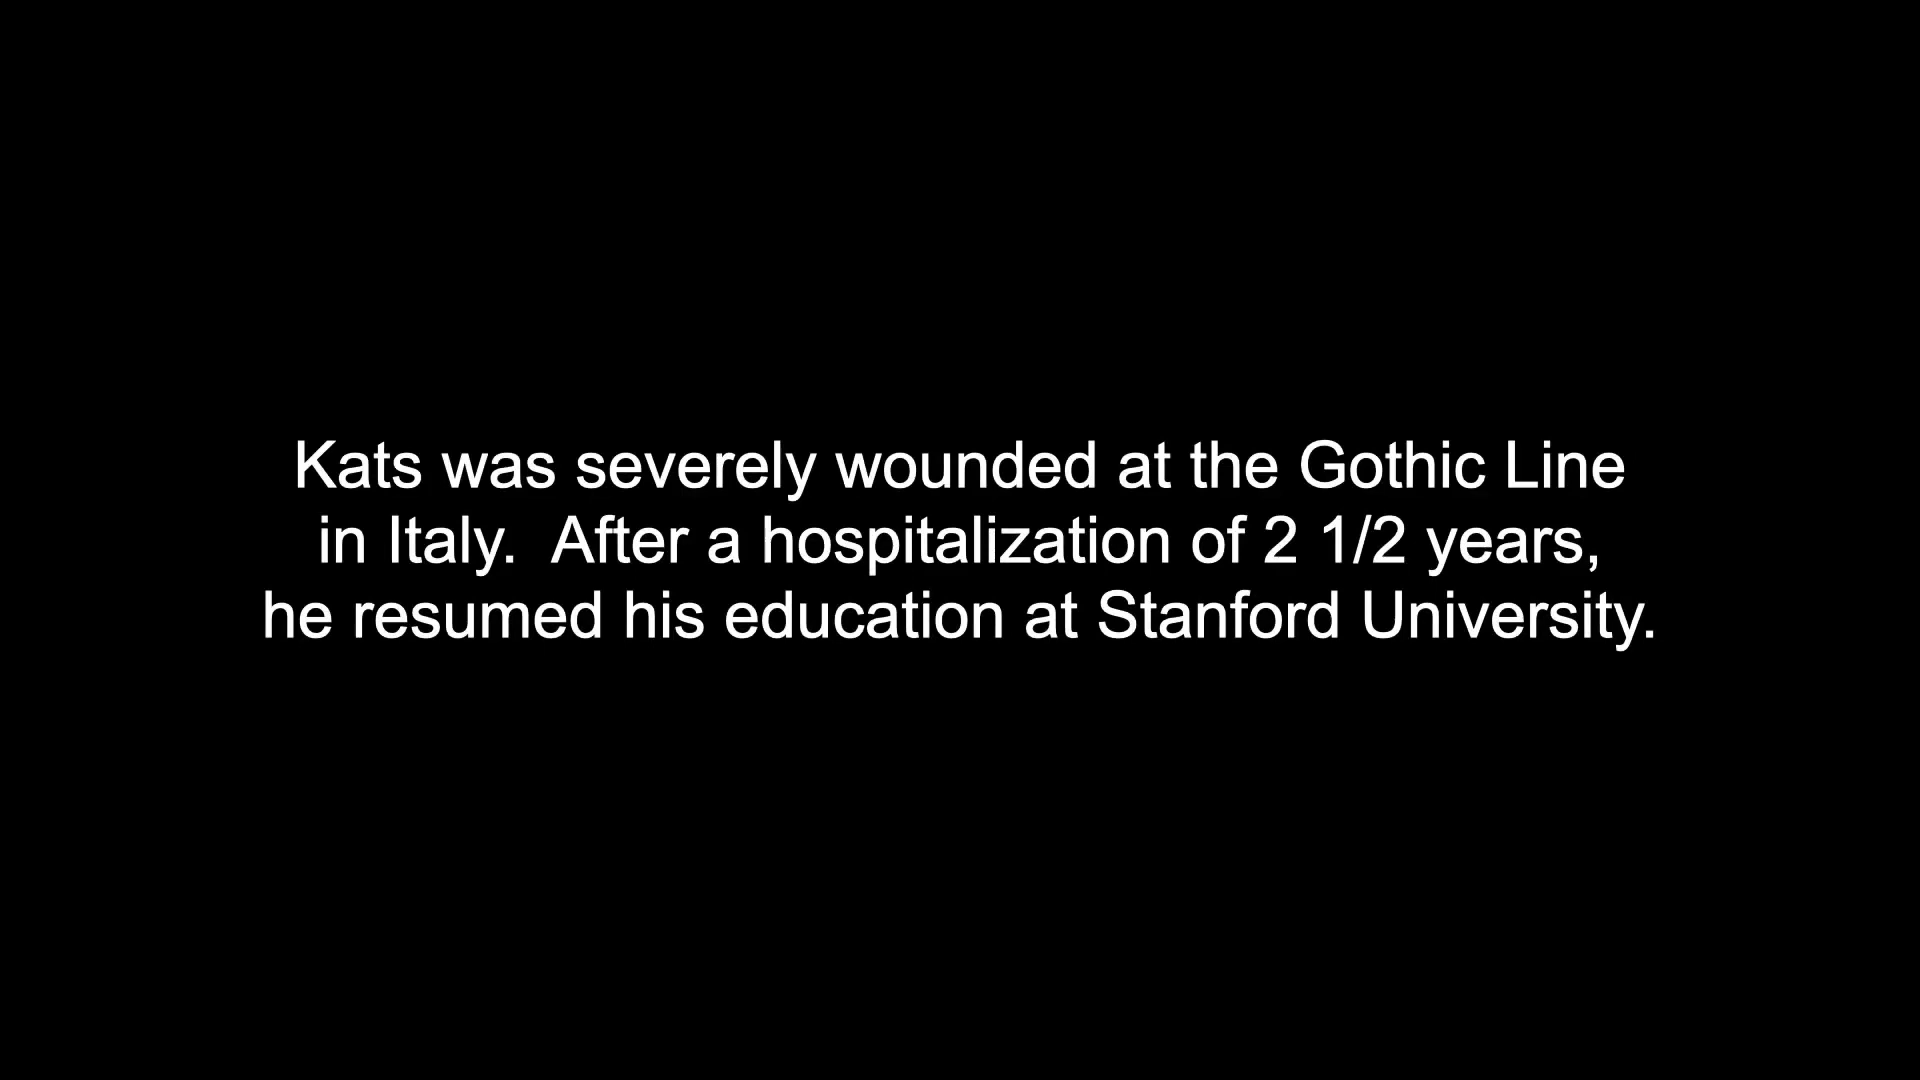 Kats was severely wounded at the Gothic Line
in Italy.  After a hospitalization of 2 1/2 years,
he resumed his education at Stanford University.